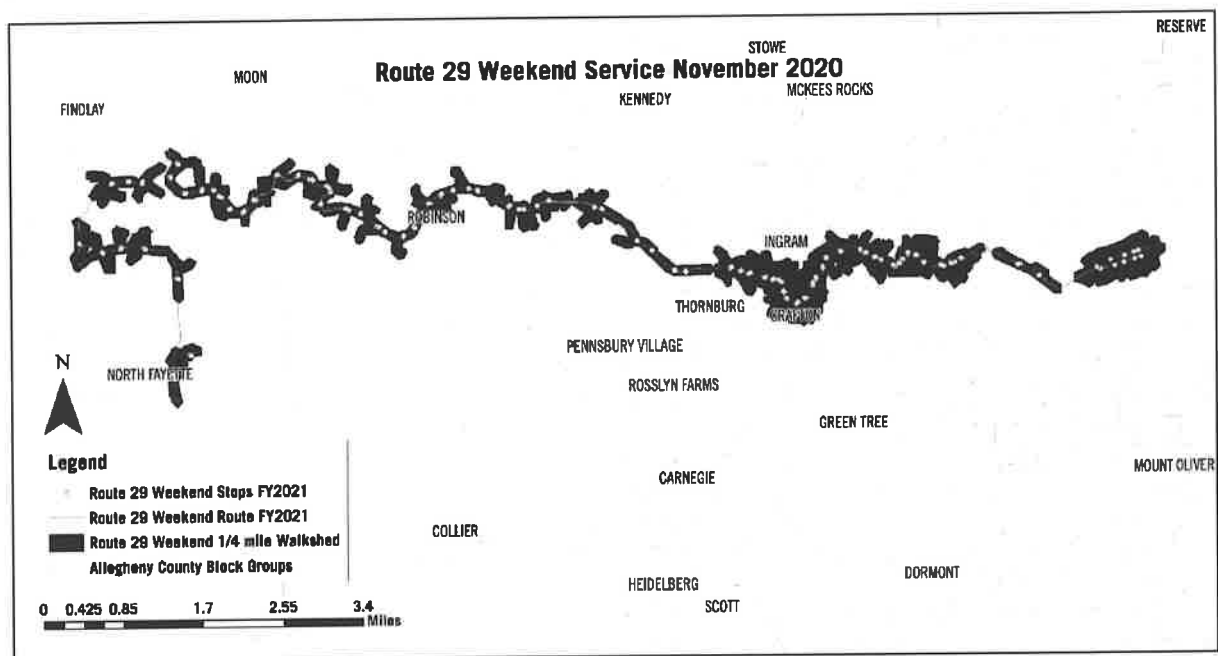 RESERVE
STOWE
Route 29 Weekend Service November 2020
MOON
MCKEES ROCKS
KENNEDY
FINDLAY
ROBINSON
INGRAM
THORNBURG
CRAFTON
PENNSBURY VILLAGE
N
NORTH FAYETTE
ROSSLYN FARMS
GREEN TREE
Legend
MOUNT OLIVER
CARNEGIE
Route 29 Weekend Stops FY2021
Route 29 Weekend Route FY2021
COLLIER
Route 29 Weekend 1/4 mile Walkshed
Allegheny County Block Groups
DORMONT
HEIDELBERG
SCOTT
0 0.425 0.85 1.7 2.55 3.4
Miles